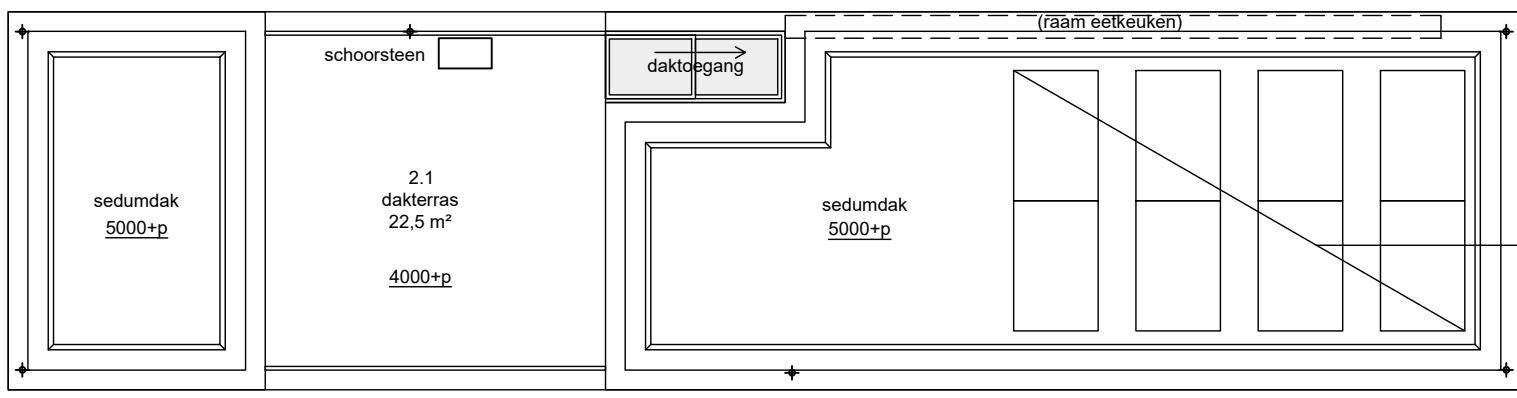 (raam eetkeuken)
schoorsteen
daktoegang
2.1
dakterras
22,5 m²
4000+p
sedumdak
5000+p
sedumdak
5000+p